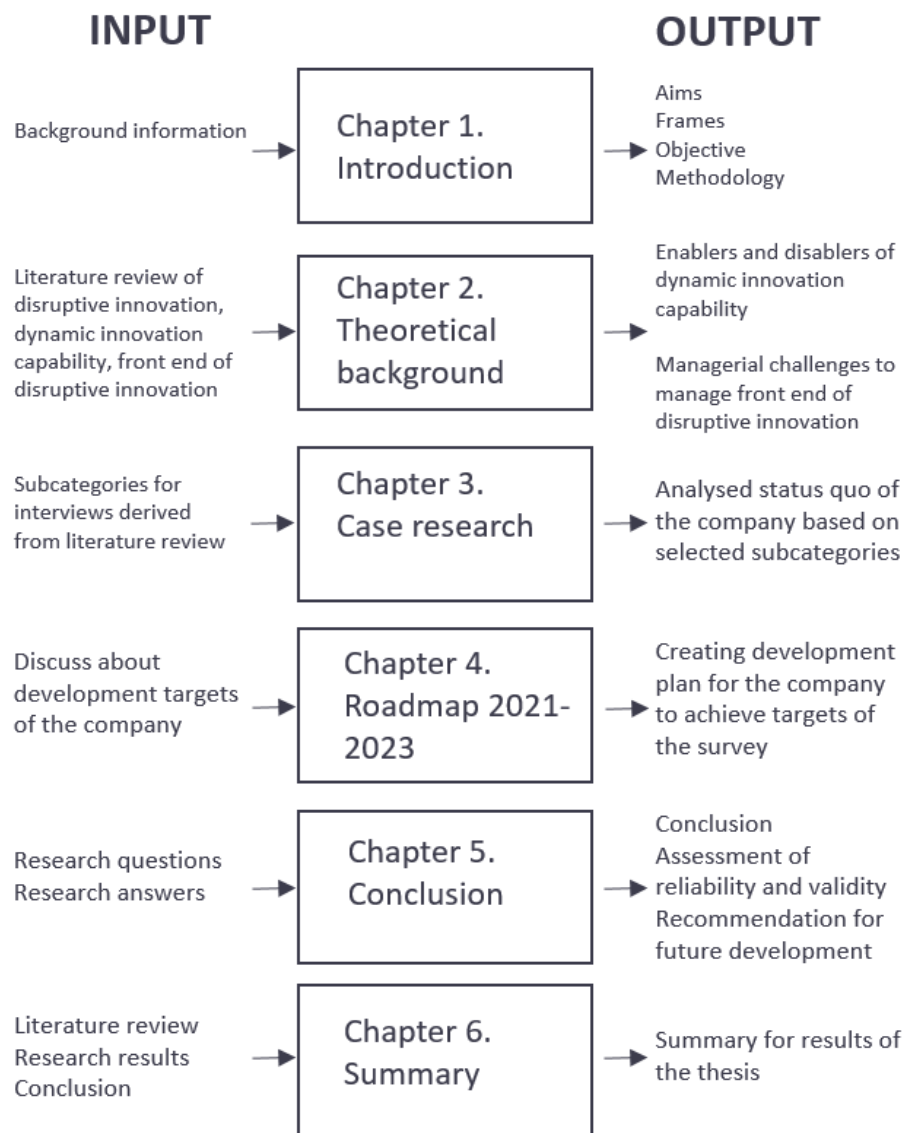 INPUT
OUTPUT
Background information
Chapter 1.
Introduction
Aims
Frames
Objective
Methodology
Literature review of
disruptive innovation,
dynamic innovation
capability, front end of
disruptive innovation
Chapter 2.
Theoretical
background
Enablers and disablers of
dynamic innovation
capability
Managerial challenges to
manage front end of
disruptive innovation
Subcategories for
interviews derived
from literature review
Chapter 3.
Case research
Analysed status quo of
the company based on
selected subcategories
Discuss about
development targets
of the company
Chapter 4.
Roadmap 2021-
2023
Creating development
plan for the company
to achieve targets of
the survey
Research questions
Research answers
Chapter 5.
Conclusion
Conclusion
Assessment of
reliability and validity
Recommendation for
future development
Literature review
Research results
Conclusion
Chapter 6.
Summary
Summary for results of
the thesis